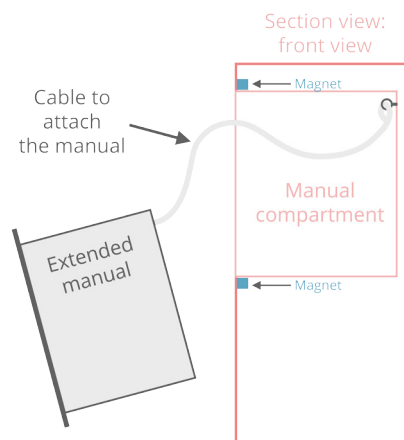 Section view:
front view
Magnet
Cable to
attach
the manual
Manual
compartment
Extended
manual
Magnet